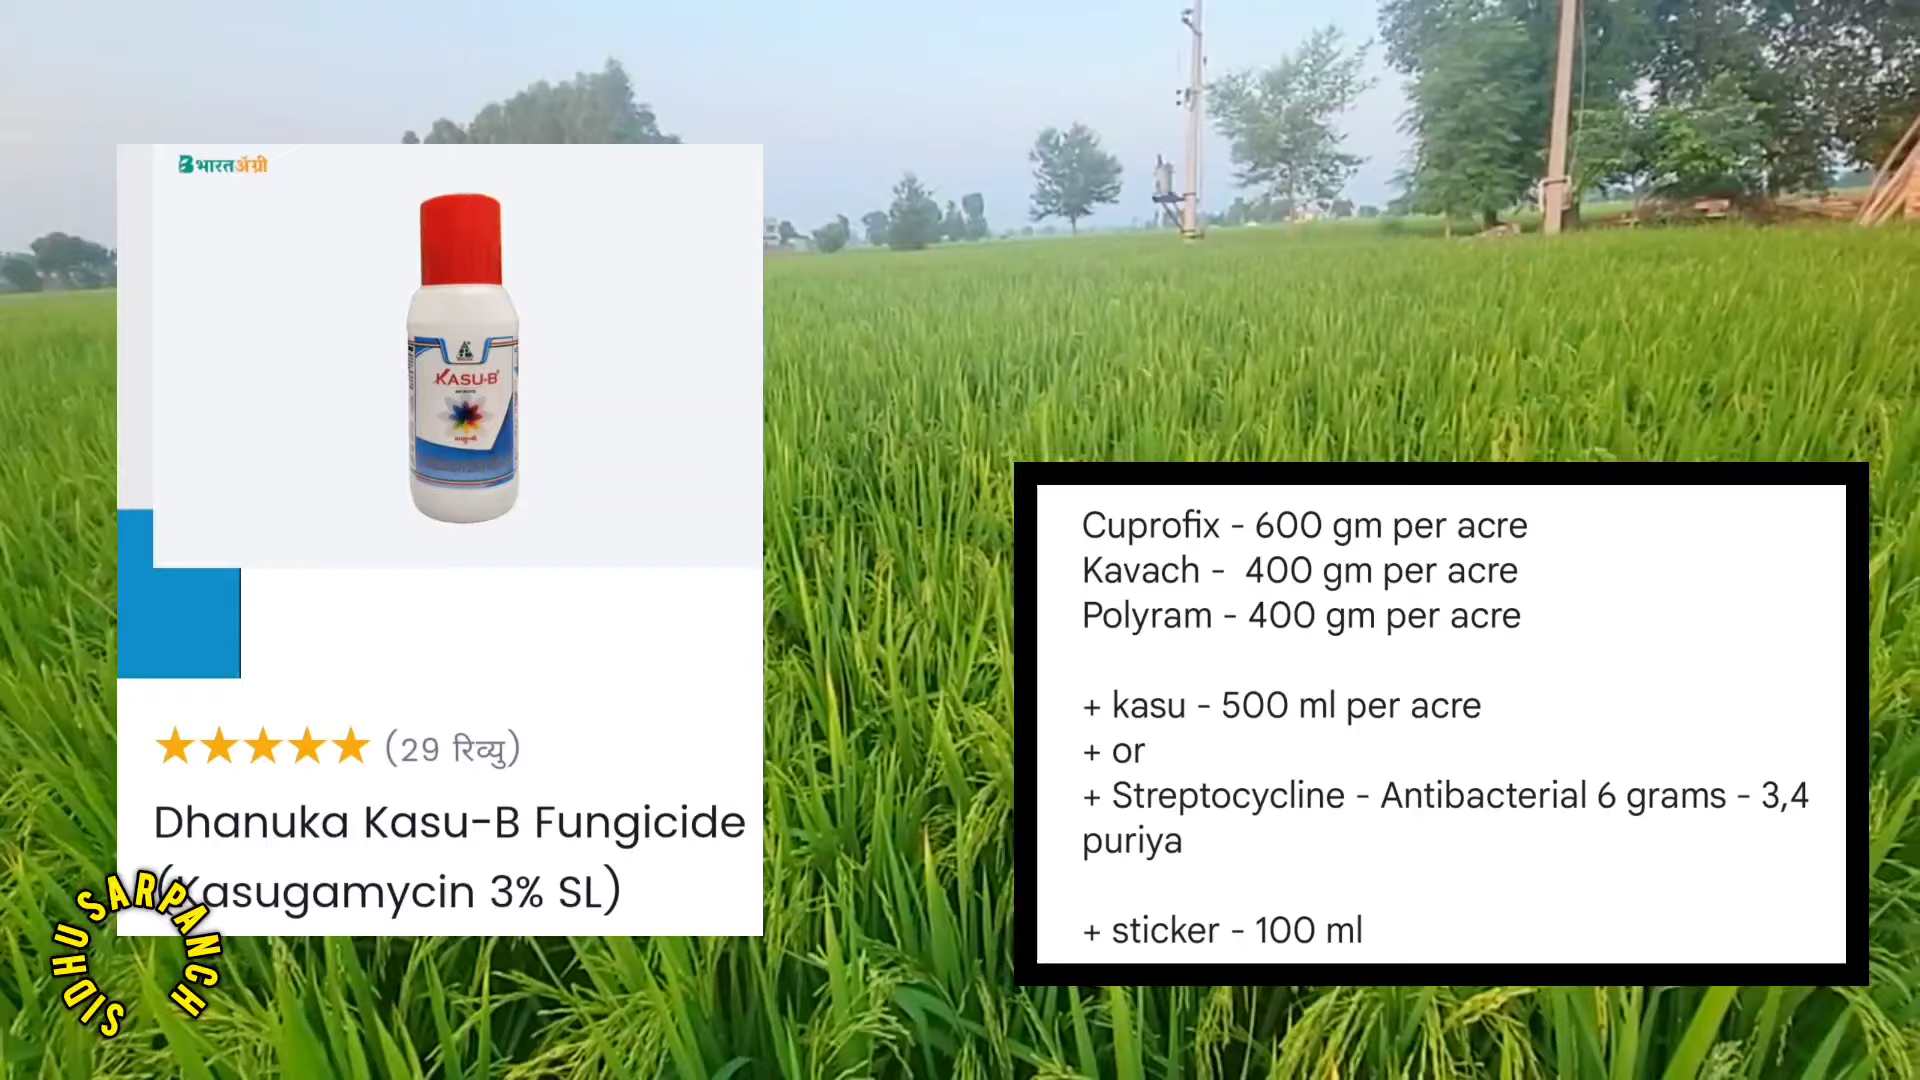 भारतॲग्री
KASU-B
कासु-बी
★★★★★ (29 रिव्यु)
Dhanuka Kasu-B Fungicide
(Kasugamycin 3% SL)
SIDHU SARPANCH
Cuprofix - 600 gm per acre
Kavach - 400 gm per acre
Polyram - 400 gm per acre
+ kasu - 500 ml per acre
+ or
+ Streptocycline - Antibacterial 6 grams - 3,4
puriya
+ sticker - 100 ml